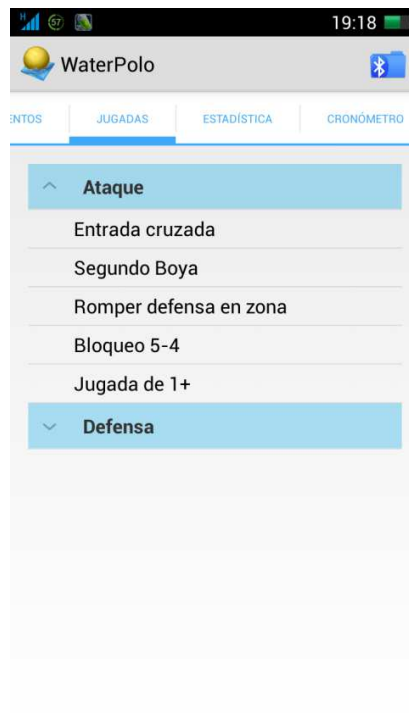 H
57
19:18
WaterPolo
ENTOS JUGADAS ESTADÍSTICA CRONÓMETRO
Ataque
Entrada cruzada
Segundo Boya
Romper defensa en zona
Bloqueo 5-4
Jugada de 1+
Defensa